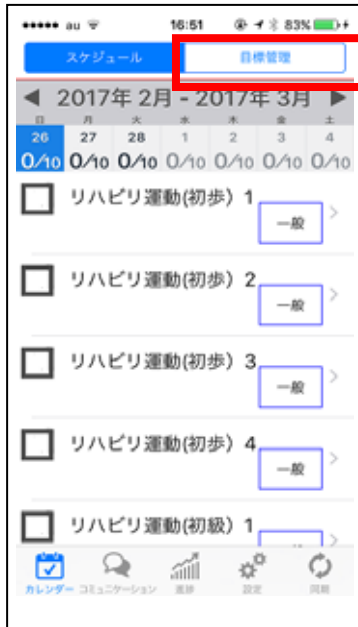 au 16:51 83%
スケジュール 目標管理
2017年 2月 - 2017年 3月
日 月 火 水 木 金 土
26 27 28 1 2 3 4
0/10 0/10 0/10 0/10 0/10 0/10 0/10
リハビリ運動(初歩) 1
一般
リハビリ運動(初歩) 2
一般
リハビリ運動(初歩) 3
一般
リハビリ運動(初歩) 4
一般
リハビリ運動(初級) 1
カレンダー コミュニケーション 進捗 設定 同期